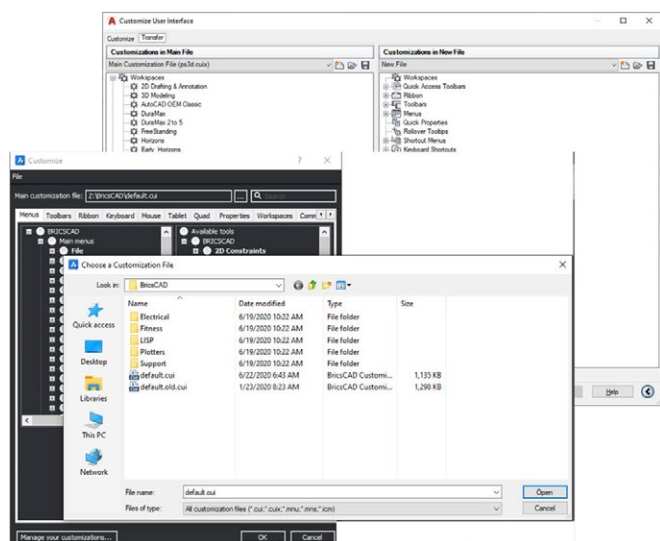 Customize User Interface
Customize Transfer
Customizations in Main File
Customizations in New File
Main Customization File (ps3d.cuix)
New File
Workspaces
2D Drafting & Annotation
3D Modeling
AutoCAD OEM Classic
DuraMax
DuraMax 2 to 5
FreeStanding
Horizons
Early Horizons
Workspaces
Quick Access Toolbars
Ribbon
Toolbars
Menus
Quick Properties
Rollover Tooltips
Shortcut Menus
Keyboard Shortcuts
Help
Customize
File
Main customization file: Z:\BricsCAD\default.cui ... Search
Menus Toolbars Ribbon Keyboard Mouse Tablet Quad Properties Workspaces
BRICSCAD
Main menus
File
Available tools
BRICSCAD
2D Constraints
Choose a Customization File
Look in: BricsCAD
Name Date modified Type Size
Electrical 6/19/2020 10:22 AM File folder
Fitness 6/19/2020 10:22 AM File folder
LISP 6/19/2020 10:22 AM File folder
Plotters 6/19/2020 10:22 AM File folder
Support 6/19/2020 10:22 AM File folder
default.cui 6/22/2020 6:43 AM BricsCAD Customi... 1,135 KB
default.old.cui 1/23/2020 8:23 AM BricsCAD Customi... 1,298 KB
Quick access
Desktop
Libraries
This PC
Network
File name: default.cui Open
Files of type: All customization files (*.cui;*.cuix;*.mnu;*.mns;*.icm) Cancel
Manage your customizations... OK Cancel